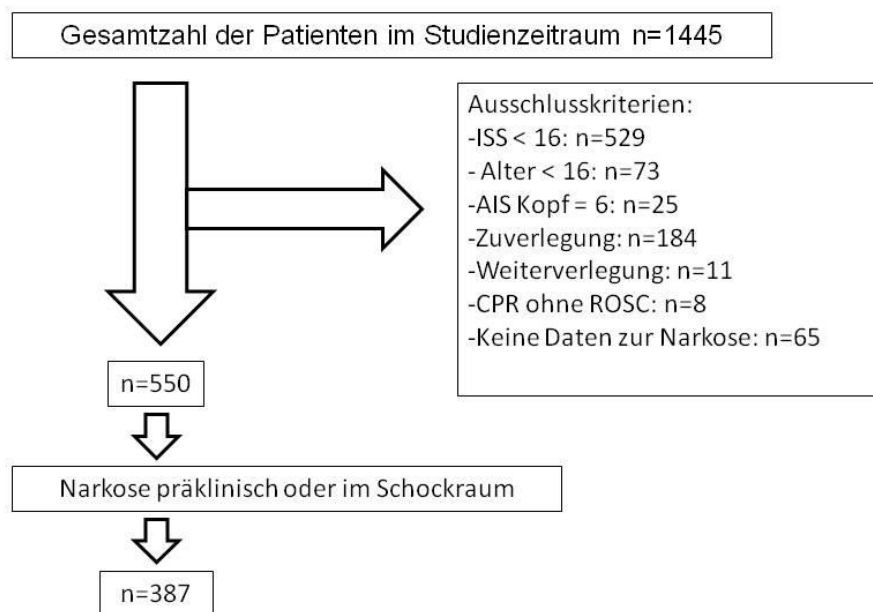 Gesamtzahl der Patienten im Studienzeitraum n=1445
Ausschlusskriterien:
-ISS < 16: n=529
- Alter < 16: n=73
-AIS Kopf = 6: n=25
-Zuverlegung: n=184
-Weiterverlegung: n=11
-CPR ohne ROSC: n=8
-Keine Daten zur Narkose: n=65
n=550
Narkose präklinisch oder im Schockraum
n=387